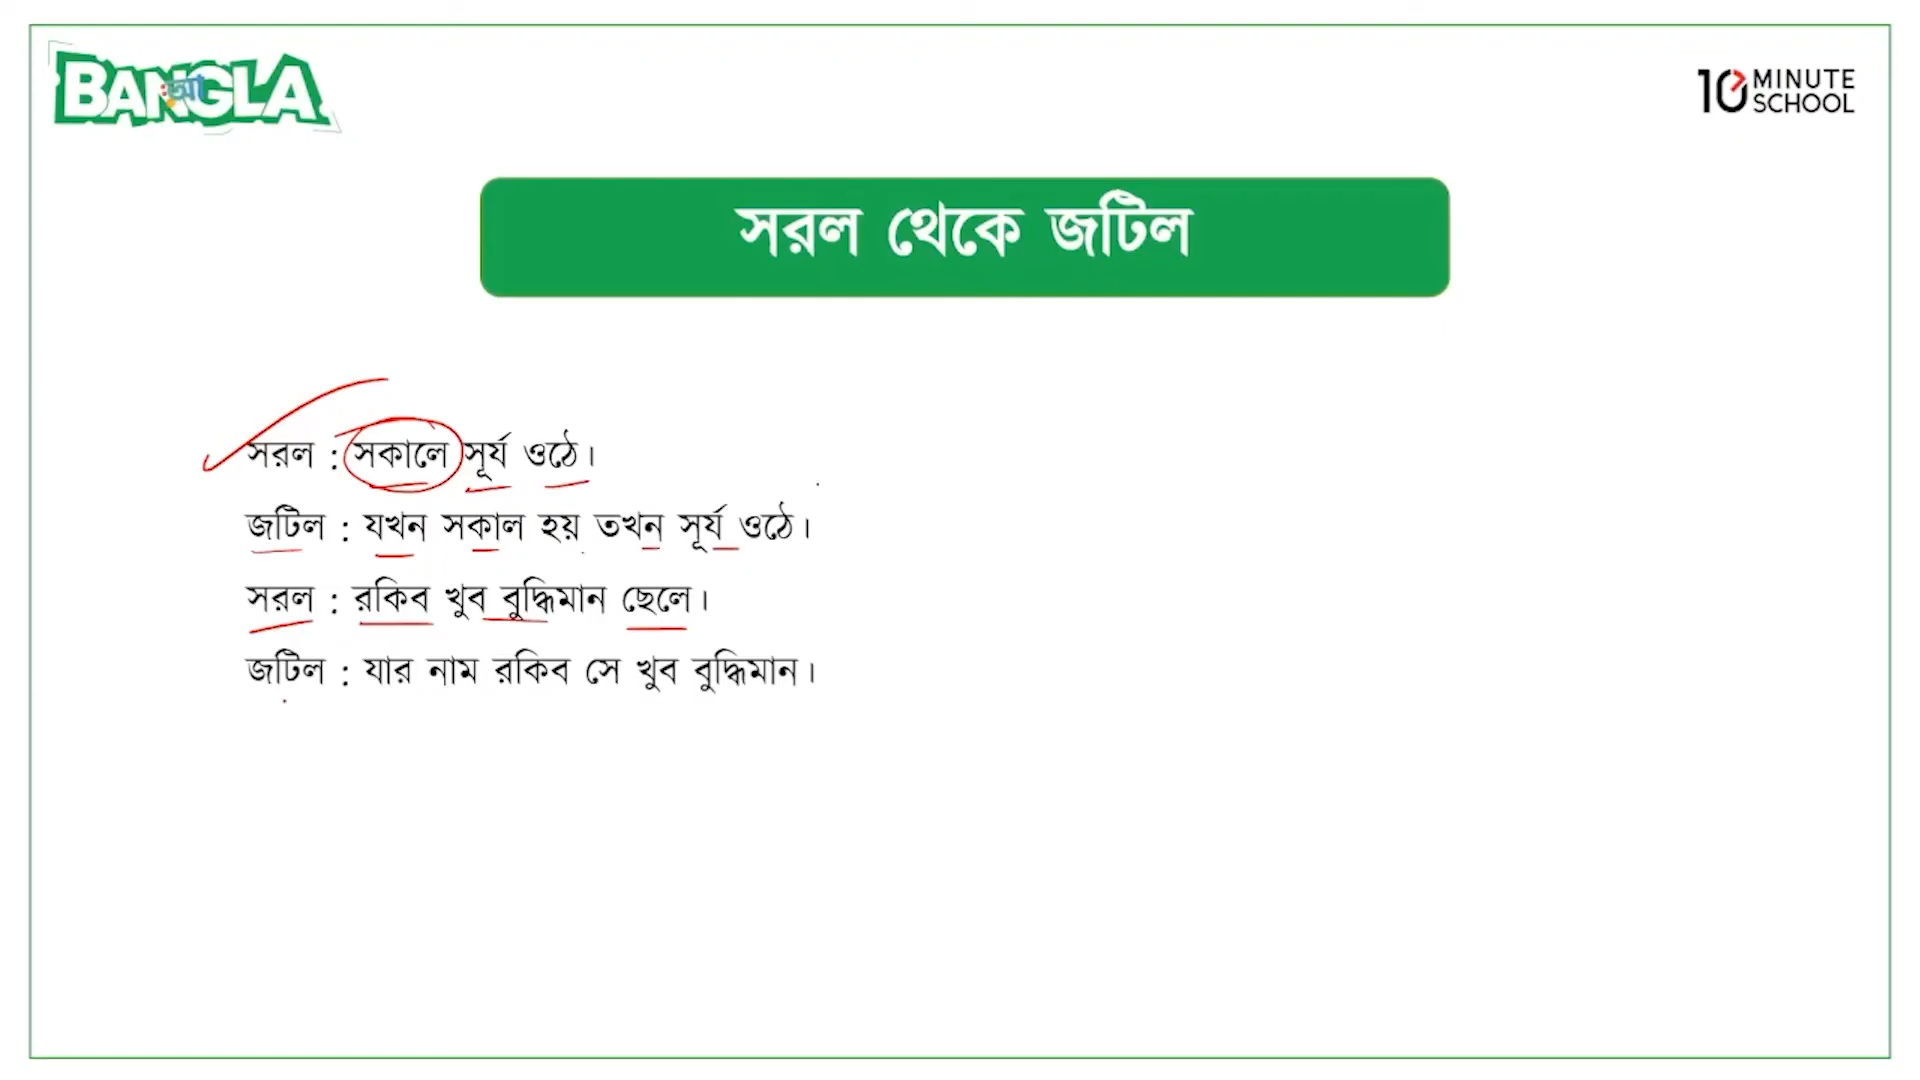 BANGLA
আ
10 MINUTE SCHOOL
সরল থেকে জটিল
সরল : সকালে সূর্য ওঠে।
জটিল : যখন সকাল হয় তখন সূর্য ওঠে।
সরল : রকিব খুব বুদ্ধিমান ছেলে।
জটিল : যার নাম রকিব সে খুব বুদ্ধিমান।